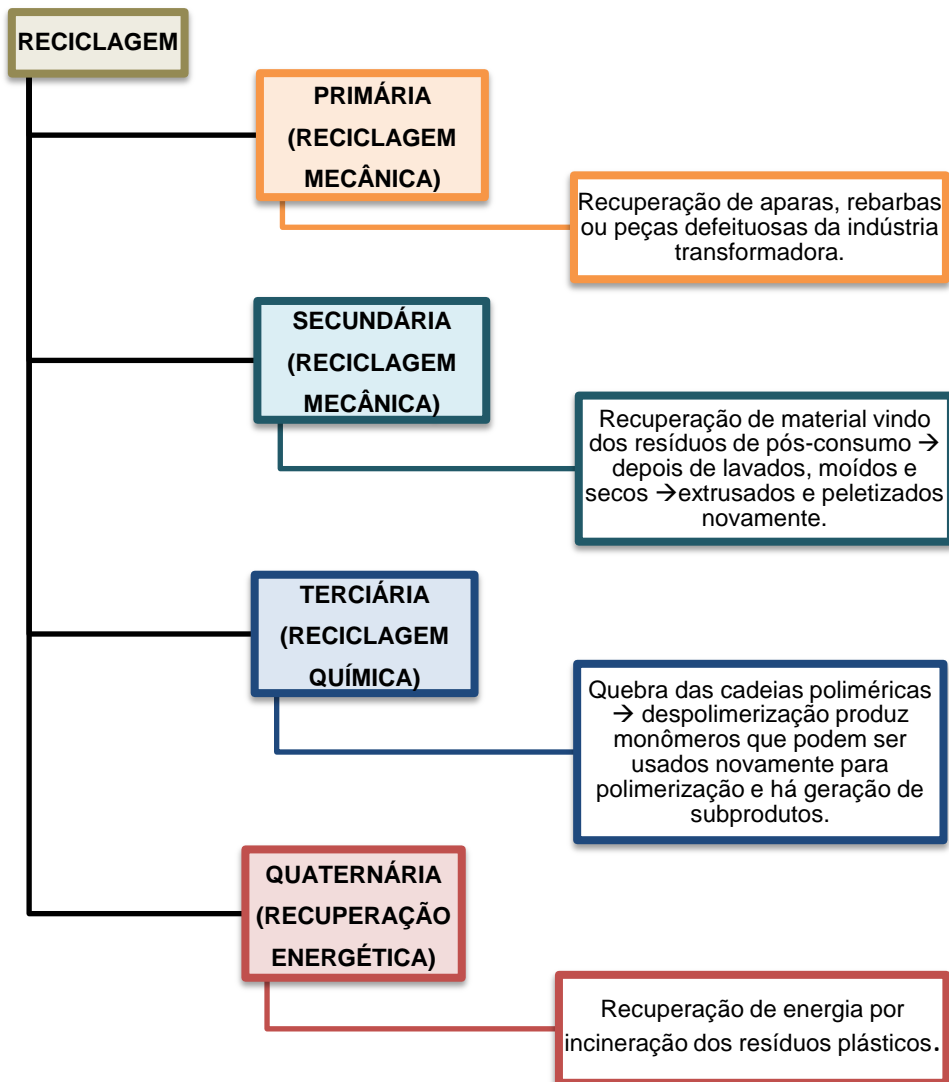 RECICLAGEM
PRIMÁRIA
(RECICLAGEM
MECÂNICA)
Recuperação de aparas, rebarbas
ou peças defeituosas da indústria
transformadora.
SECUNDÁRIA
(RECICLAGEM
MECÂNICA)
Recuperação de material vindo
dos resíduos de pós-consumo →
depois de lavados, moídos e
secos →extrusados e peletizados
novamente.
TERCIÁRIA
(RECICLAGEM
QUÍMICA)
Quebra das cadeias poliméricas
→ despolimerização produz
monômeros que podem ser
usados novamente para
polimerização e há geração de
subprodutos.
QUATERNÁRIA
(RECUPERAÇÃO
ENERGÉTICA)
Recuperação de energia por
incineração dos resíduos plásticos.